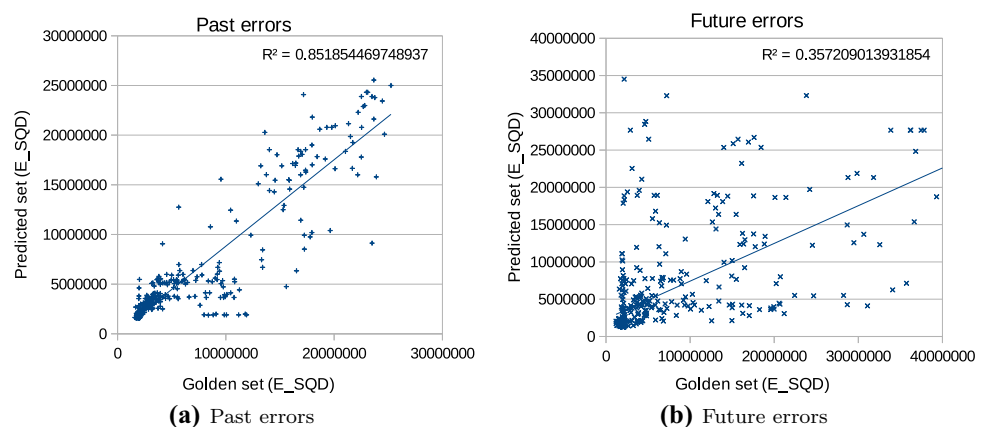 Past errors
R² = 0.851854469748937
30000000
25000000
20000000
15000000
10000000
5000000
0
0 10000000 20000000 30000000
Predicted set (E_SQD)
Golden set (E_SQD)
(a) Past errors
Future errors
R² = 0.357209013931854
40000000
35000000
30000000
25000000
20000000
15000000
10000000
5000000
0
0 10000000 20000000 30000000 40000000
Predicted set (E_SQD)
Golden set (E_SQD)
(b) Future errors